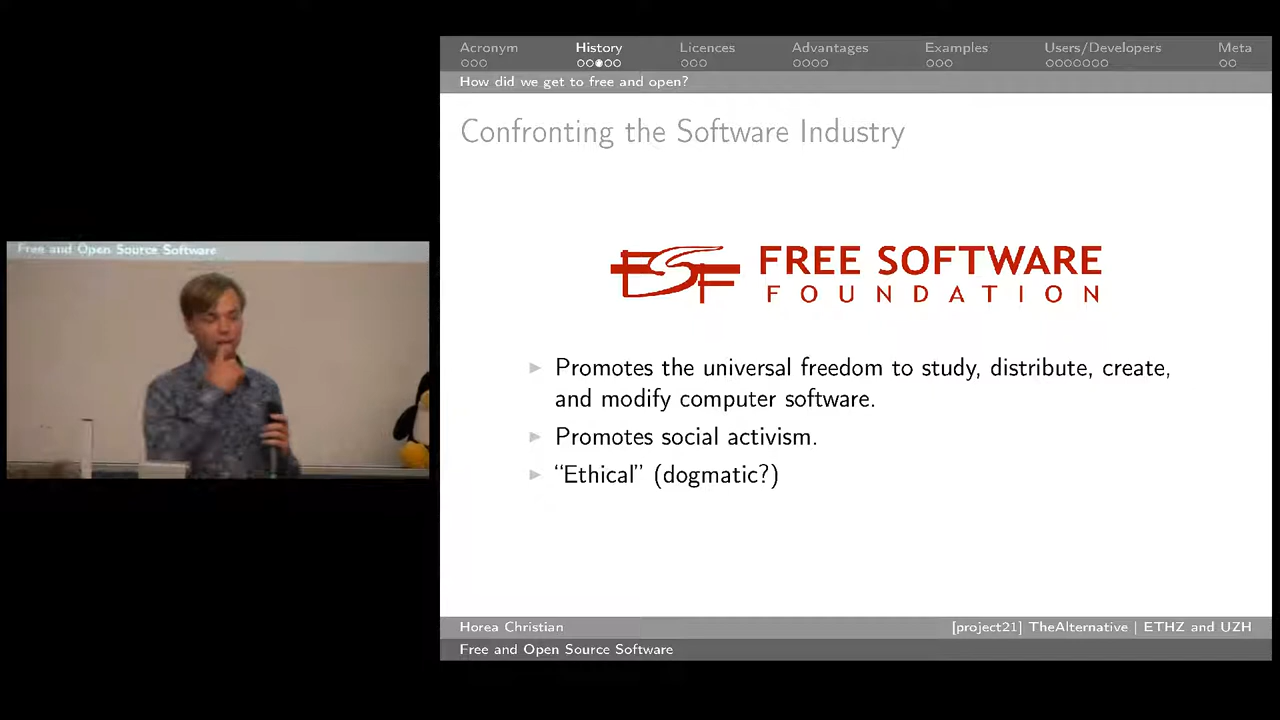 Acronym History Licences Advantages Examples Users/Developers Meta
How did we get to free and open?
Confronting the Software Industry
FSF FREE SOFTWARE
FOUNDATION
Promotes the universal freedom to study, distribute, create,
and modify computer software.
Promotes social activism.
“Ethical” (dogmatic?)
Free and Open Source Software
Horea Christian [project21] TheAlternative | ETHZ and UZH
Free and Open Source Software